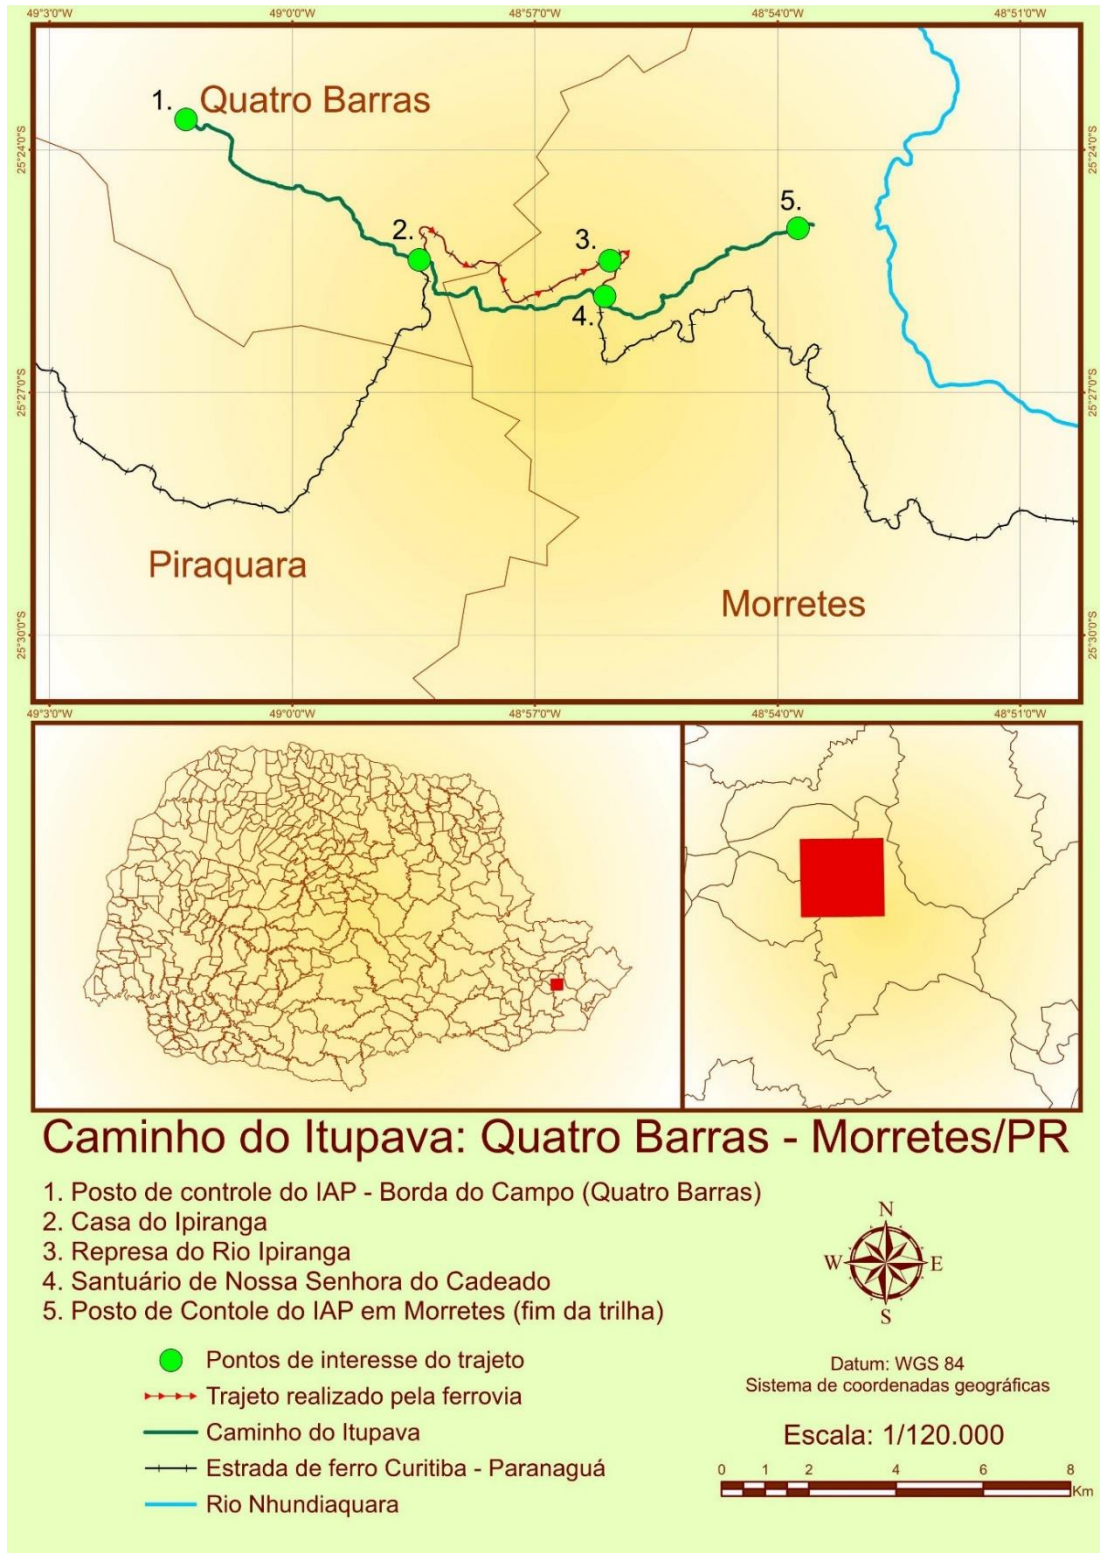 49°3'0"W 49°0'0"W 48°57'0"W 48°54'0"W 48°51'0"W
1. Quatro Barras
25°24'0"S 25°24'0"S
5.
2. 3.
4.
25°27'0"S 25°27'0"S
Piraquara
Morretes
25°30'0"S 25°30'0"S
49°3'0"W 49°0'0"W 48°57'0"W 48°54'0"W 48°51'0"W
Caminho do Itupava: Quatro Barras - Morretes/PR
1. Posto de controle do IAP - Borda do Campo (Quatro Barras)
2. Casa do Ipiranga
3. Represa do Rio Ipiranga
4. Santuário de Nossa Senhora do Cadeado
5. Posto de Contole do IAP em Morretes (fim da trilha)
Pontos de interesse do trajeto
Trajeto realizado pela ferrovia
Caminho do Itupava
Estrada de ferro Curitiba - Paranaguá
Rio Nhundiaquara
N
W E
S
Datum: WGS 84
Sistema de coordenadas geográficas
Escala: 1/120.000
0 1 2 4 6 8
Km